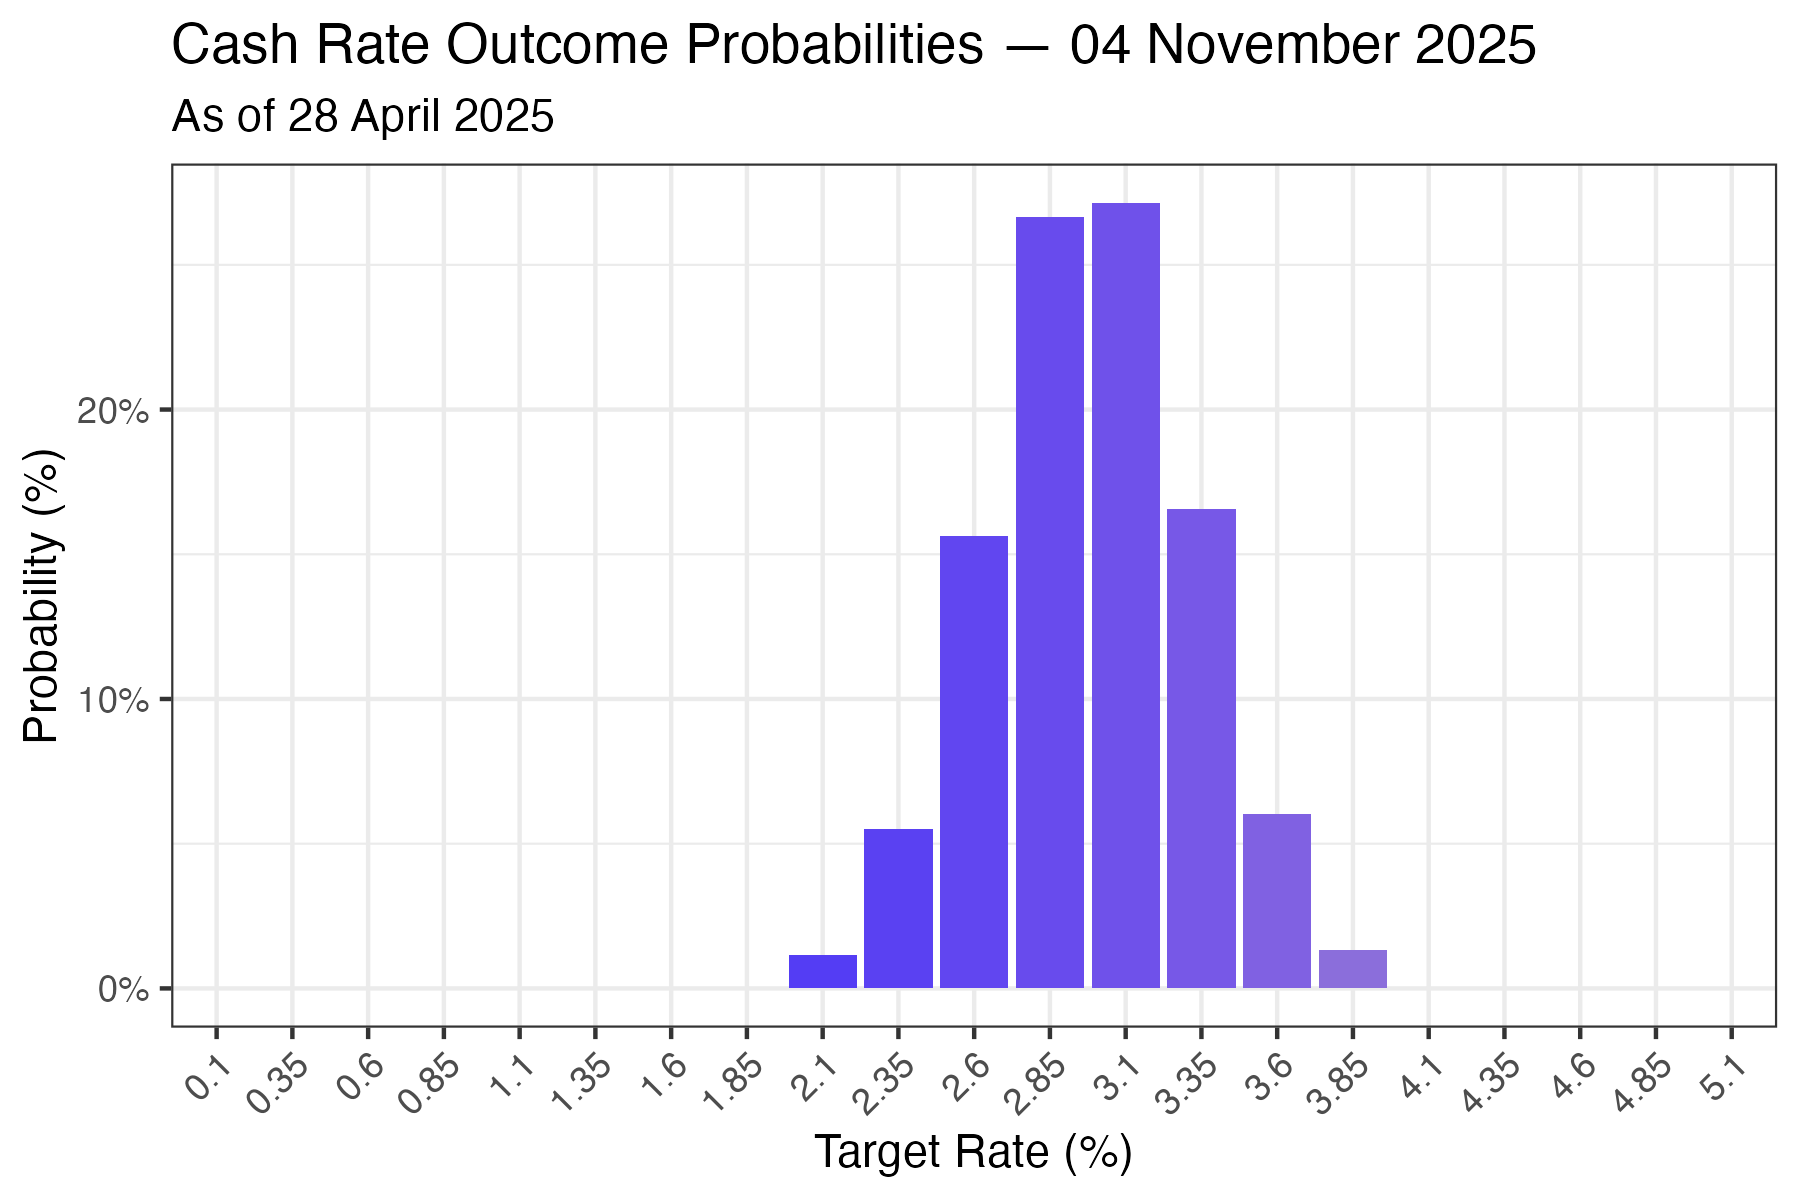 Cash Rate Outcome Probabilities — 04 November 2025
As of 28 April 2025
Probability (%)
20%
10%
0%
0.1 0.35 0.6 0.85 1.1 1.35 1.6 1.85 2.1 2.35 2.6 2.85 3.1 3.35 3.6 3.85 4.1 4.35 4.6 4.85 5.1
Target Rate (%)